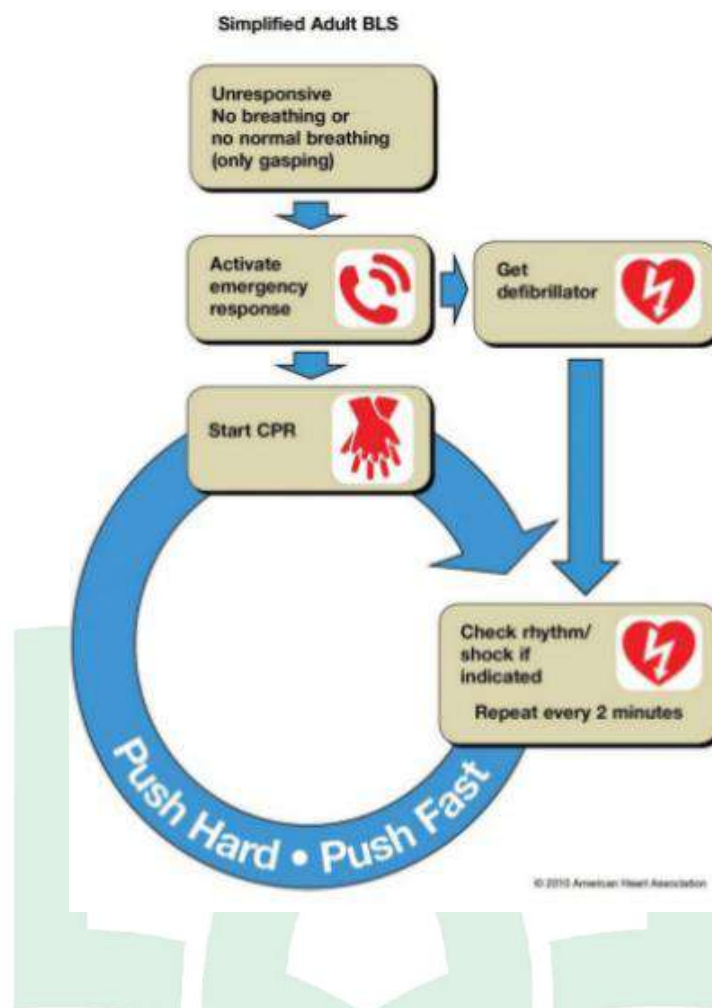 Simplified Adult BLS
Unresponsive
No breathing or
no normal breathing
(only gasping)
Activate
emergency
response
Get
defibrillator
Start CPR
Check rhythm/
shock if
indicated
Repeat every 2 minutes
Push Hard • Push Fast
© 2010 American Heart Association